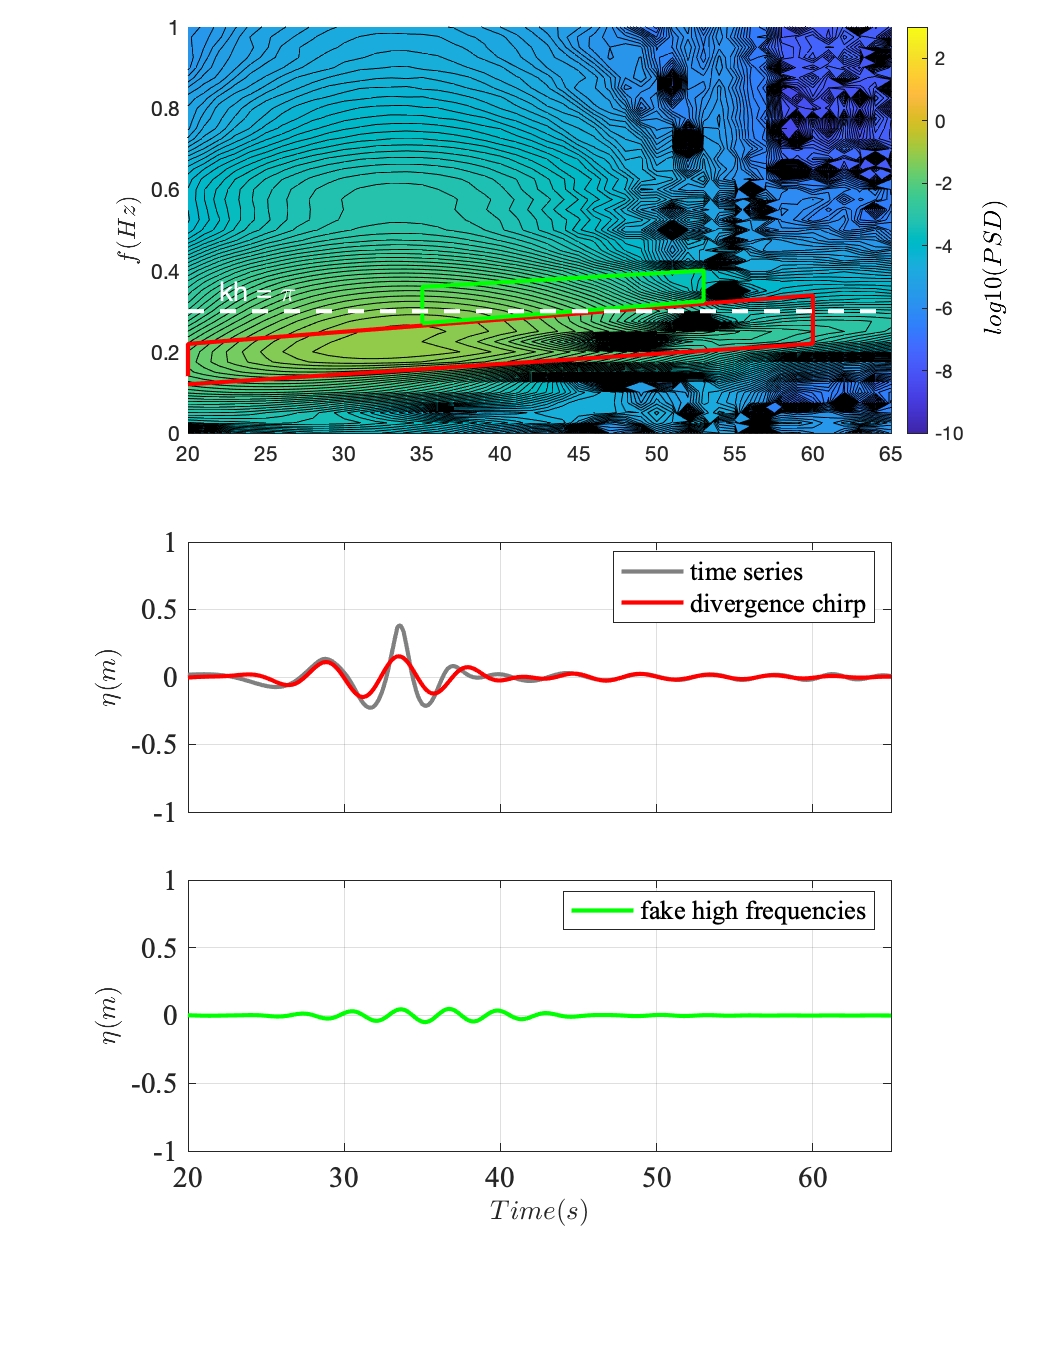 1
0.8
0.6
0.4
0.2
0
f(Hz)
kh = π
20 25 30 35 40 45 50 55 60 65
2
0
-2
-4
-6
-8
-10
log10(PSD)
1
0.5
0
-0.5
-1
η(m)
time series
divergence chirp
1
0.5
0
-0.5
-1
η(m)
fake high frequencies
20 30 40 50 60
Time(s)